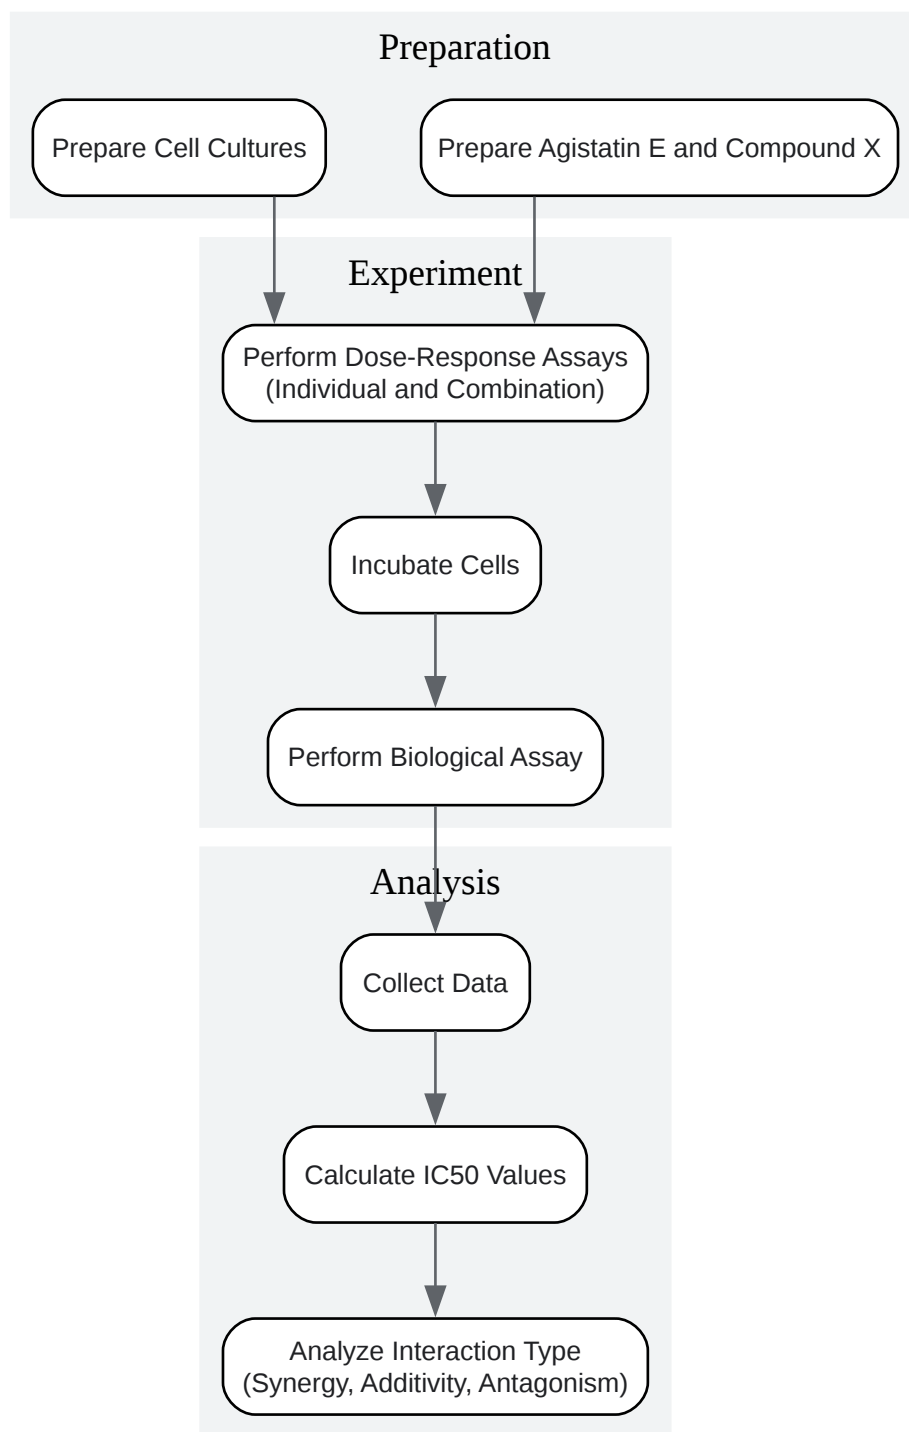 Preparation
Prepare Cell Cultures
Prepare Agistatin E and Compound X
Experiment
Perform Dose-Response Assays
(Individual and Combination)
Incubate Cells
Perform Biological Assay
Analysis
Collect Data
Calculate IC50 Values
Analyze Interaction Type
(Synergy, Additivity, Antagonism)